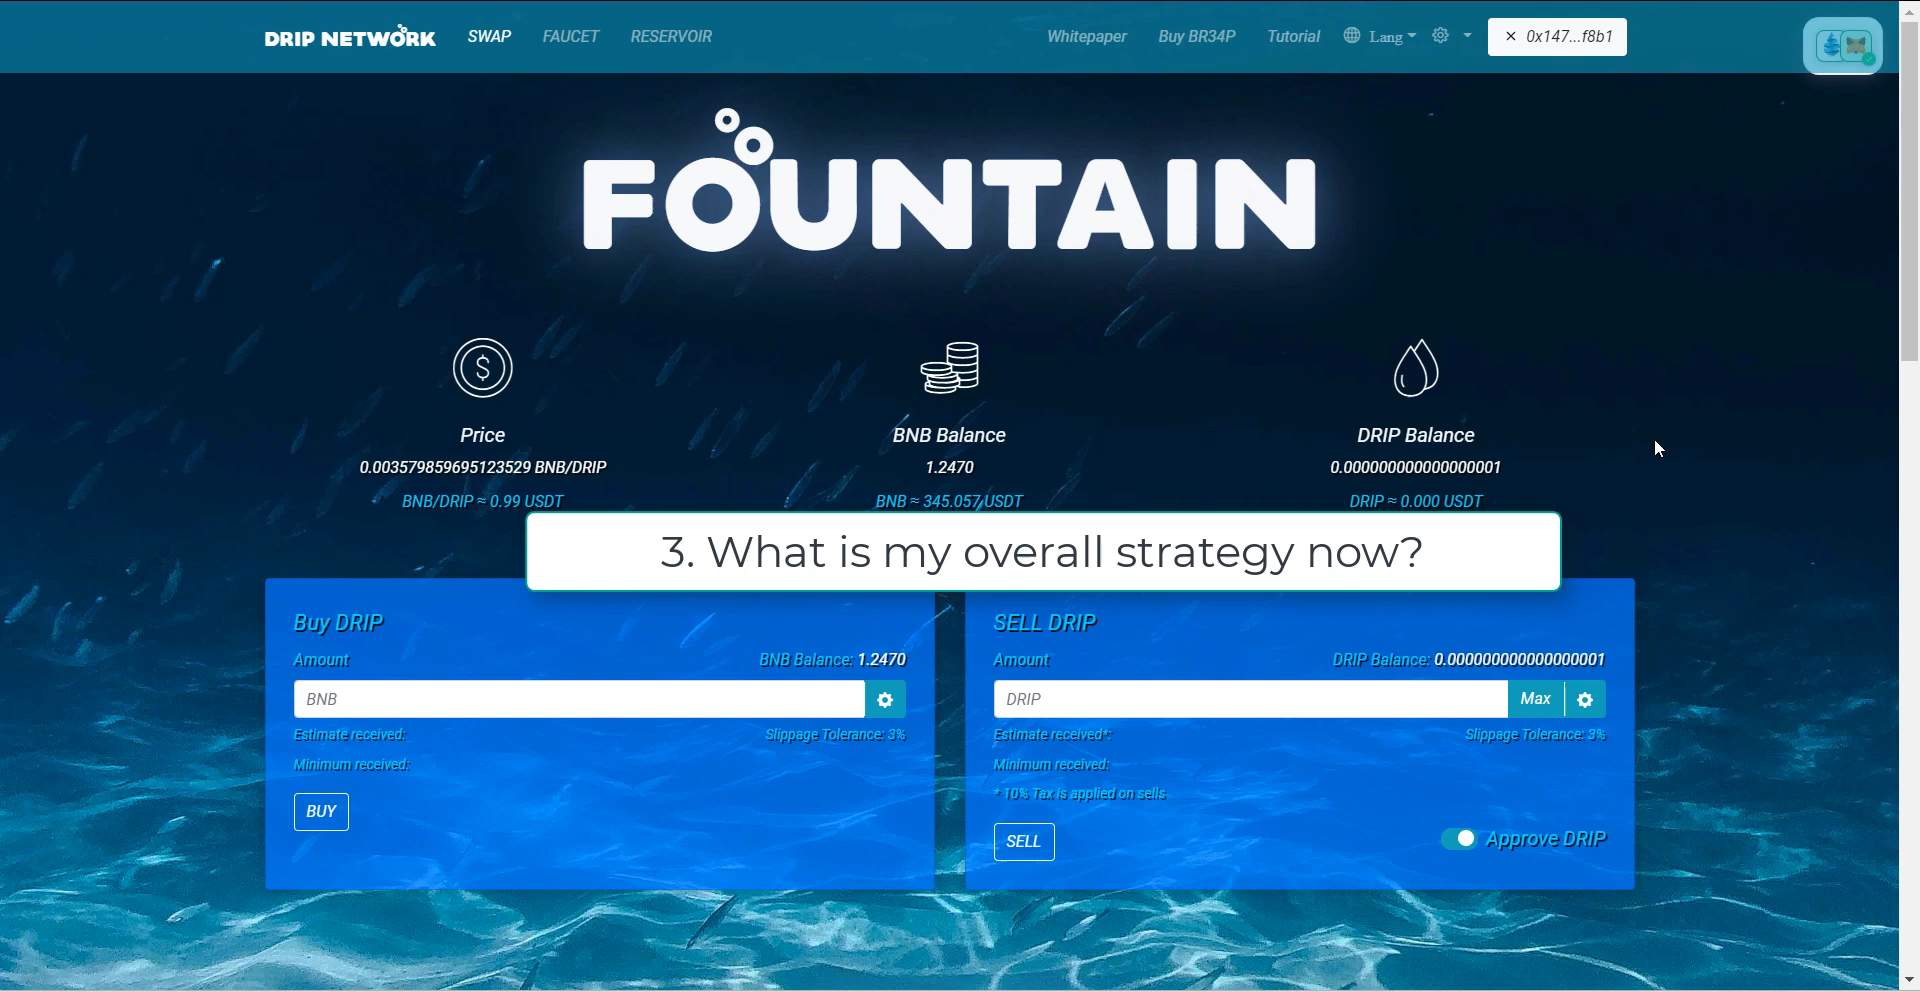 DRIP NETWORK SWAP FAUCET RESERVOIR Whitepaper Buy BR34P Tutorial Lang × 0x147...f8b1
FOUNTAIN
Price
0.003579859695123529 BNB/DRIP
BNB/DRIP ≈ 0.99 USDT
BNB Balance
1.2470
BNB ≈ 345.057 USDT
DRIP Balance
0.000000000000000001
DRIP ≈ 0.000 USDT
3. What is my overall strategy now?
Buy DRIP
Amount BNB Balance: 1.2470
BNB
Estimate received: Slippage Tolerance: 3%
Minimum received:
BUY
SELL DRIP
Amount DRIP Balance: 0.000000000000000001
DRIP Max
Estimate received*: Slippage Tolerance: 3%
Minimum received:
* 10% Tax is applied on sells
SELL Approve DRIP